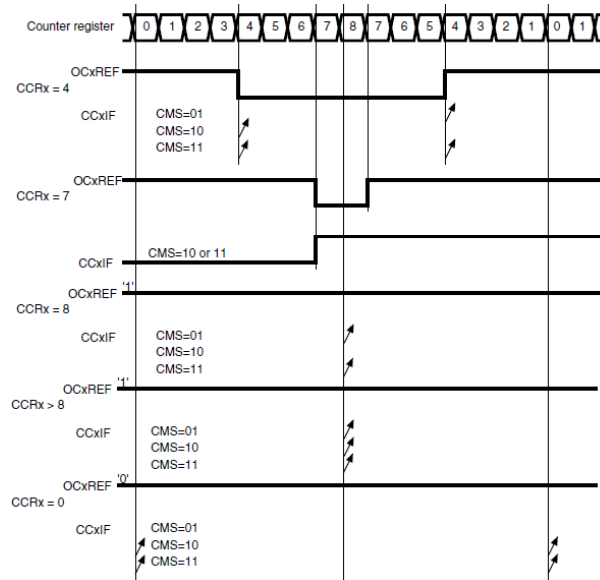 Counter register 0 1 2 3 4 5 6 7 8 7 6 5 4 3 2 1 0 1
OCxREF
CCRx = 4
CCxIF CMS=01
CMS=10
CMS=11
OCxREF
CCRx = 7
CCxIF CMS=10 or 11
OCxREF '1'
CCRx = 8
CCxIF CMS=01
CMS=10
CMS=11
OCxREF '1'
CCRx > 8
CCxIF CMS=01
CMS=10
CMS=11
OCxREF '0'
CCRx = 0
CCxIF CMS=01
CMS=10
CMS=11